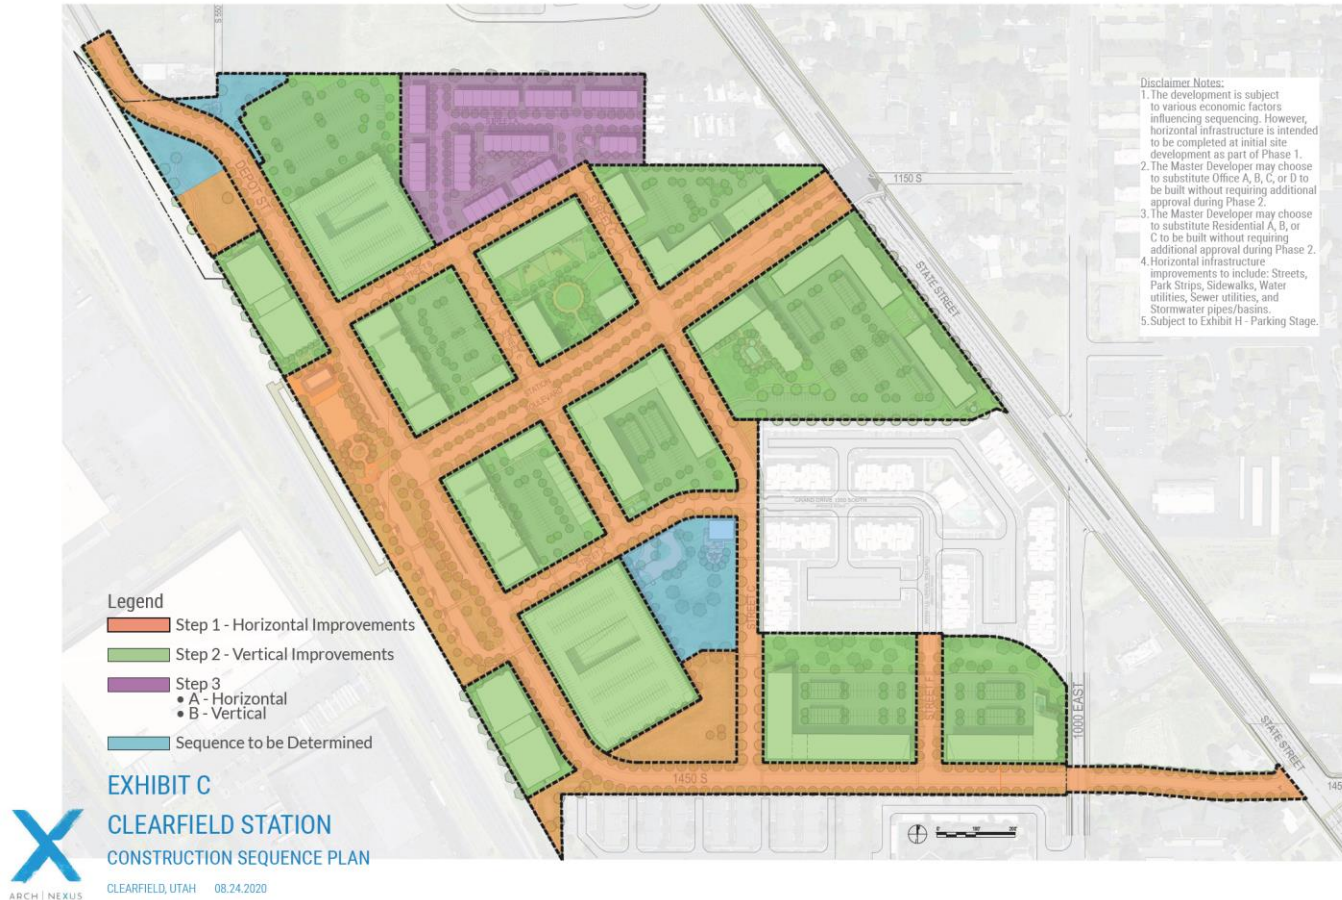 S 550
Disclaimer Notes:
1. The development is subject
to various economic factors
influencing sequencing. However,
horizontal infrastructure is intended
to be completed at initial site
development as part of Phase 1.
2. The Master Developer may choose
to substitute Office A, B, C, or D to
be built without requiring additional
approval during Phase 2.
3. The Master Developer may choose
to substitute Residential A, B, or
C to be built without requiring
additional approval during Phase 2.
4. Horizontal infrastructure
improvements to include: Streets,
Park Strips, Sidewalks, Water
utilities, Sewer utilities, and
Stormwater pipes/basins.
5. Subject to Exhibit H - Parking Stage.
1150 S
DEPOT ST
STREET C
STATE STREET
STATION
BOULEVARD
STREET C
STREET F
1000 EAST
STATE STREET
1450 S
145
Legend
Step 1 - Horizontal Improvements
Step 2 - Vertical Improvements
Step 3
• A - Horizontal
• B - Vertical
Sequence to be Determined
EXHIBIT C
CLEARFIELD STATION
CONSTRUCTION SEQUENCE PLAN
CLEARFIELD, UTAH 08.24.2020
ARCH | NEXUS